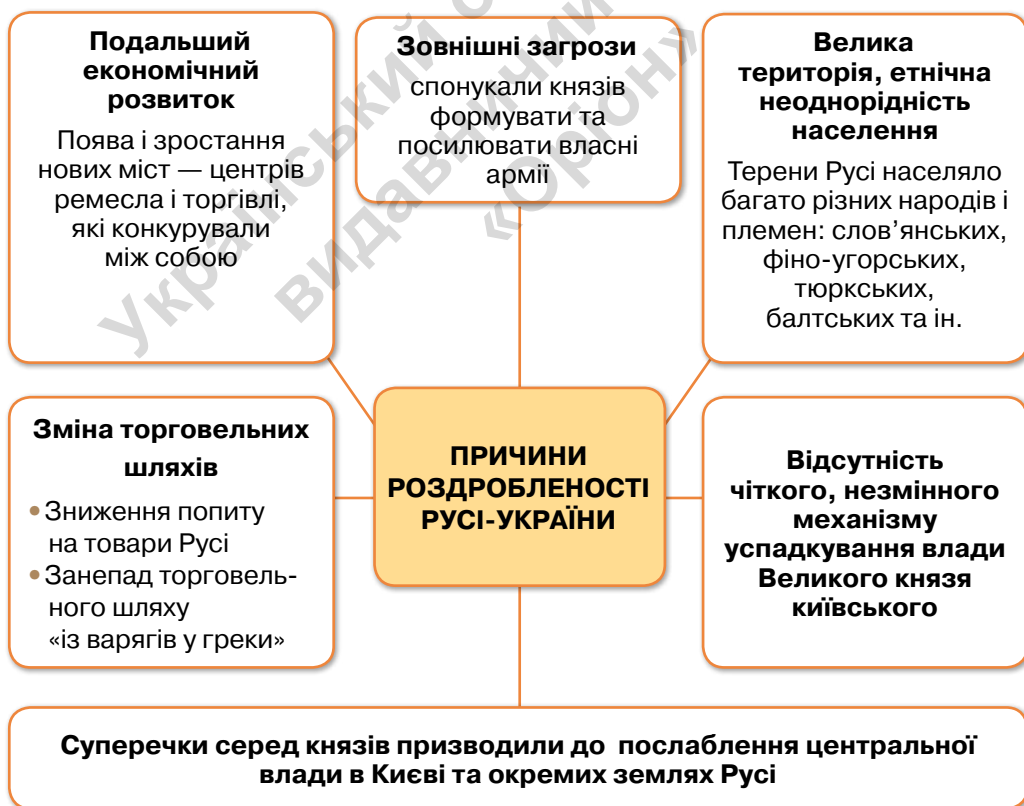 Подальший
економічний
розвиток
Поява і зростання
нових міст — центрів
ремесла і торгівлі,
які конкурували
між собою
Зовнішні загрози
спонукали князів
формувати та
посилювати власні
армії
Велика
територія, етнічна
неоднорідність
населення
Терени Русі населяло
багато різних народів і
племен: слов’янських,
фіно-угорських,
тюркських,
балтських та ін.
Зміна торговельних
шляхів
• Зниження попиту
на товари Русі
• Занепад торговель-
ного шляху
«із варягів у греки»
ПРИЧИНИ
РОЗДРОБЛЕНОСТІ
РУСІ-УКРАЇНИ
Відсутність
чіткого, незмінного
механізму
успадкування влади
Великого князя
київського
Суперечки серед князів призводили до послаблення центральної
влади в Києві та окремих землях Русі
Український
видавничий
«Оріон»